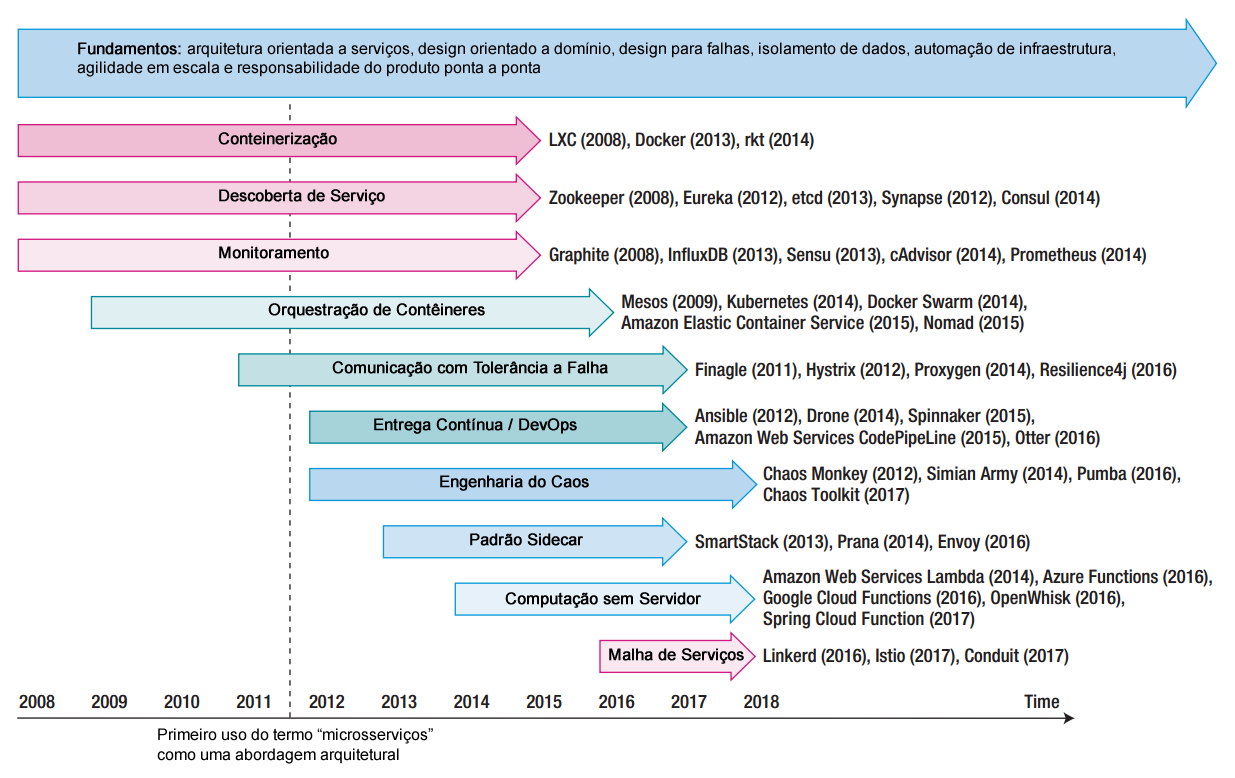 Fundamentos: arquitetura orientada a serviços, design orientado a domínio, design para falhas, isolamento de dados, automação de infraestrutura,
agilidade em escala e responsabilidade do produto ponta a ponta
Conteinerização
LXC (2008), Docker (2013), rkt (2014)
Descoberta de Serviço
Zookeeper (2008), Eureka (2012), etcd (2013), Synapse (2012), Consul (2014)
Monitoramento
Graphite (2008), InfluxDB (2013), Sensu (2013), cAdvisor (2014), Prometheus (2014)
Orquestração de Contêineres
Mesos (2009), Kubernetes (2014), Docker Swarm (2014),
Amazon Elastic Container Service (2015), Nomad (2015)
Comunicação com Tolerância a Falha
Finagle (2011), Hystrix (2012), Proxygen (2014), Resilience4j (2016)
Entrega Contínua / DevOps
Ansible (2012), Drone (2014), Spinnaker (2015),
Amazon Web Services CodePipeLine (2015), Otter (2016)
Engenharia do Caos
Chaos Monkey (2012), Simian Army (2014), Pumba (2016),
Chaos Toolkit (2017)
Padrão Sidecar
SmartStack (2013), Prana (2014), Envoy (2016)
Computação sem Servidor
Amazon Web Services Lambda (2014), Azure Functions (2016),
Google Cloud Functions (2016), OpenWhisk (2016),
Spring Cloud Function (2017)
Malha de Serviços
Linkerd (2016), Istio (2017), Conduit (2017)
2008 2009 2010 2011 2012 2013 2014 2015 2016 2017 2018 Time
Primeiro uso do termo “microsserviços”
como uma abordagem arquitetural